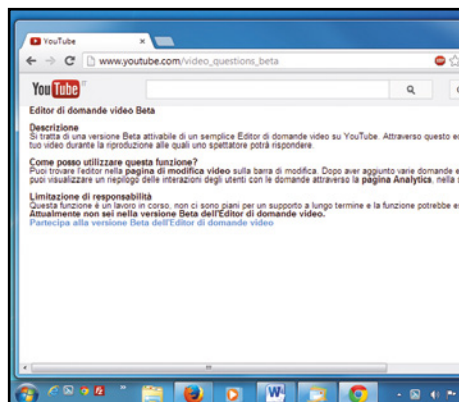 YouTube
www.youtube.com/video_questions_beta
YouTube IT
Editor di domande video Beta
Descrizione
Si tratta di una versione Beta attivabile di un semplice Editor di domande video su YouTube. Attraverso questo e
tuo video durante la riproduzione alle quali uno spettatore potrà rispondere.
Come posso utilizzare questa funzione?
Puoi trovare l'editor nella pagina di modifica video sulla barra di modifica. Dopo aver aggiunto varie domande e
puoi visualizzare un riepilogo delle interazioni degli utenti con le domande attraverso la pagina Analytics, nella s
Limitazione di responsabilità
Questa funzione è un lavoro in corso, non ci sono piani per un supporto a lungo termine e la funzione potrebbe e
Attualmente non sei nella versione Beta dell'Editor di domande video.
Partecipa alla versione Beta dell'Editor di domande video